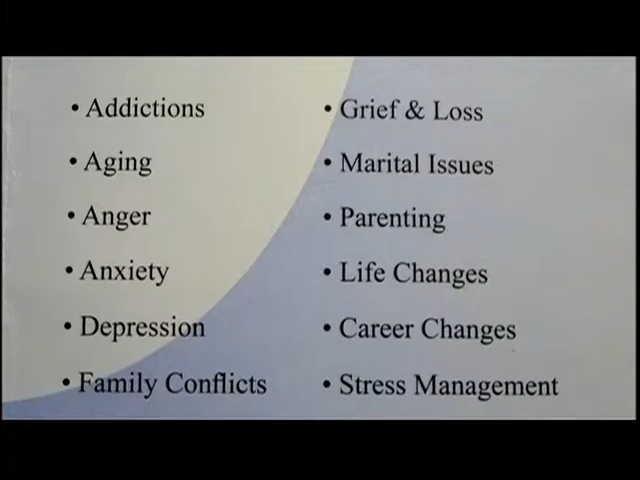 • Addictions
• Aging
• Anger
• Anxiety
• Depression
• Family Conflicts
• Grief & Loss
• Marital Issues
• Parenting
• Life Changes
• Career Changes
• Stress Management